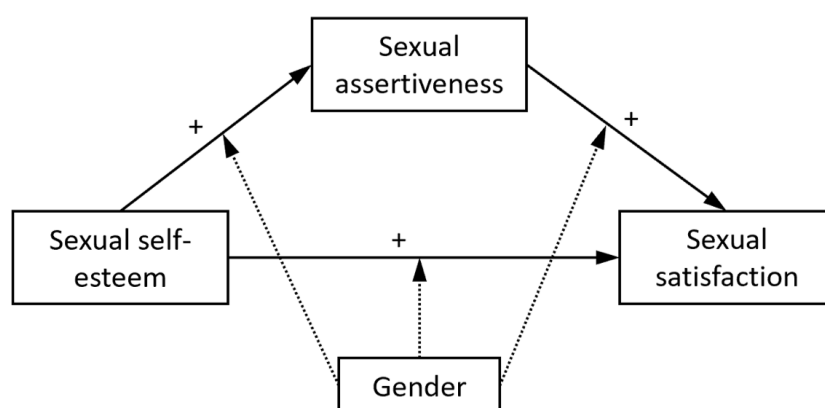 Sexual
assertiveness
+
+
Sexual self-
esteem
+
Sexual
satisfaction
Gender